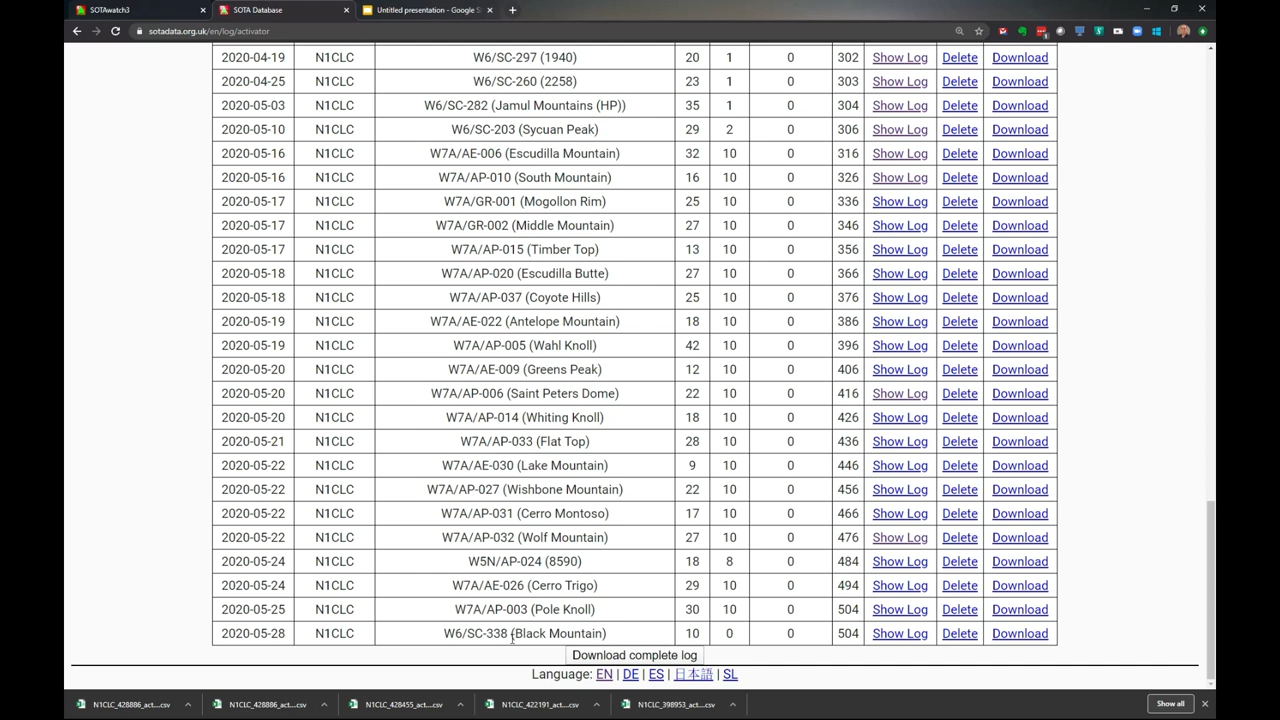 SOTAwatch3
SOTA Database
Untitled presentation - Google S
sotadata.org.uk/en/log/activator
2020-04-19 N1CLC W6/SC-297 (1940) 20 1 0 302 Show Log Delete Download
2020-04-25 N1CLC W6/SC-260 (2258) 23 1 0 303 Show Log Delete Download
2020-05-03 N1CLC W6/SC-282 (Jamul Mountains (HP)) 35 1 0 304 Show Log Delete Download
2020-05-10 N1CLC W6/SC-203 (Sycuan Peak) 29 2 0 306 Show Log Delete Download
2020-05-16 N1CLC W7A/AE-006 (Escudilla Mountain) 32 10 0 316 Show Log Delete Download
2020-05-16 N1CLC W7A/AP-010 (South Mountain) 16 10 0 326 Show Log Delete Download
2020-05-17 N1CLC W7A/GR-001 (Mogollon Rim) 25 10 0 336 Show Log Delete Download
2020-05-17 N1CLC W7A/GR-002 (Middle Mountain) 27 10 0 346 Show Log Delete Download
2020-05-17 N1CLC W7A/AP-015 (Timber Top) 13 10 0 356 Show Log Delete Download
2020-05-18 N1CLC W7A/AP-020 (Escudilla Butte) 27 10 0 366 Show Log Delete Download
2020-05-18 N1CLC W7A/AP-037 (Coyote Hills) 25 10 0 376 Show Log Delete Download
2020-05-19 N1CLC W7A/AE-022 (Antelope Mountain) 18 10 0 386 Show Log Delete Download
2020-05-19 N1CLC W7A/AP-005 (Wahl Knoll) 42 10 0 396 Show Log Delete Download
2020-05-20 N1CLC W7A/AE-009 (Greens Peak) 12 10 0 406 Show Log Delete Download
2020-05-20 N1CLC W7A/AP-006 (Saint Peters Dome) 22 10 0 416 Show Log Delete Download
2020-05-20 N1CLC W7A/AP-014 (Whiting Knoll) 18 10 0 426 Show Log Delete Download
2020-05-21 N1CLC W7A/AP-033 (Flat Top) 28 10 0 436 Show Log Delete Download
2020-05-22 N1CLC W7A/AE-030 (Lake Mountain) 9 10 0 446 Show Log Delete Download
2020-05-22 N1CLC W7A/AP-027 (Wishbone Mountain) 22 10 0 456 Show Log Delete Download
2020-05-22 N1CLC W7A/AP-031 (Cerro Montoso) 17 10 0 466 Show Log Delete Download
2020-05-22 N1CLC W7A/AP-032 (Wolf Mountain) 27 10 0 476 Show Log Delete Download
2020-05-24 N1CLC W5N/AP-024 (8590) 18 8 0 484 Show Log Delete Download
2020-05-24 N1CLC W7A/AE-026 (Cerro Trigo) 29 10 0 494 Show Log Delete Download
2020-05-25 N1CLC W7A/AP-003 (Pole Knoll) 30 10 0 504 Show Log Delete Download
2020-05-28 N1CLC W6/SC-338 (Black Mountain) 10 0 0 504 Show Log Delete Download
Download complete log
Language: EN | DE | ES | 日本語 | SL
N1CLC_428886_act....csv
N1CLC_428886_act....csv
N1CLC_428455_act....csv
N1CLC_422191_act....csv
N1CLC_398953_act....csv
Show all